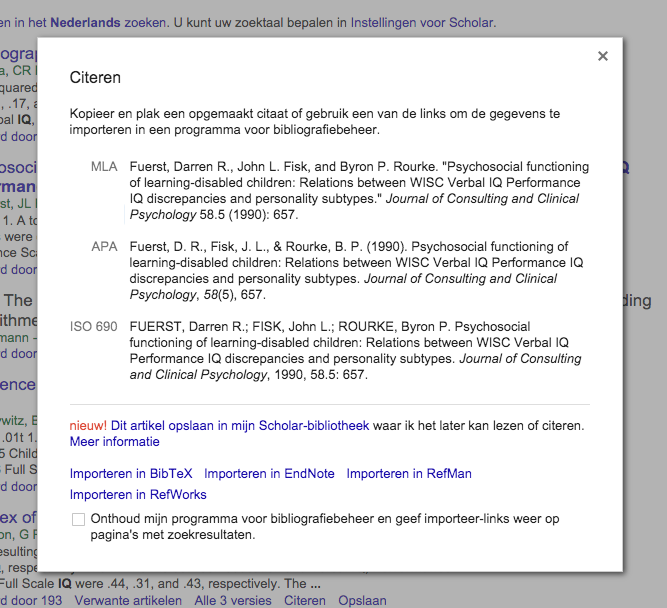 en in het Nederlands zoeken. U kunt uw zoektaal bepalen in Instellingen voor Scholar.
Citeren
×
Kopieer en plak een opgemaakt citaat of gebruik een van de links om de gegevens te
importeren in een programma voor bibliografiebeheer.
MLA Fuerst, Darren R., John L. Fisk, and Byron P. Rourke. "Psychosocial functioning
of learning-disabled children: Relations between WISC Verbal IQ Performance
IQ discrepancies and personality subtypes." Journal of Consulting and Clinical
Psychology 58.5 (1990): 657.
APA Fuerst, D. R., Fisk, J. L., & Rourke, B. P. (1990). Psychosocial functioning of
learning-disabled children: Relations between WISC Verbal IQ Performance IQ
discrepancies and personality subtypes. Journal of Consulting and Clinical
Psychology, 58(5), 657.
ISO 690 FUERST, Darren R.; FISK, John L.; ROURKE, Byron P. Psychosocial
functioning of learning-disabled children: Relations between WISC Verbal IQ
Performance IQ discrepancies and personality subtypes. Journal of Consulting
and Clinical Psychology, 1990, 58.5: 657.
nieuw! Dit artikel opslaan in mijn Scholar-bibliotheek waar ik het later kan lezen of citeren.
Meer informatie
Importeren in BibTeX Importeren in EndNote Importeren in RefMan
Importeren in RefWorks
Onthoud mijn programma voor bibliografiebeheer en geef importeer-links weer op
pagina's met zoekresultaten.
Full Scale IQ were .44, .31, and .43, respectively. The ...
rd door 193 Verwante artikelen Alle 3 versies Citeren Opslaan